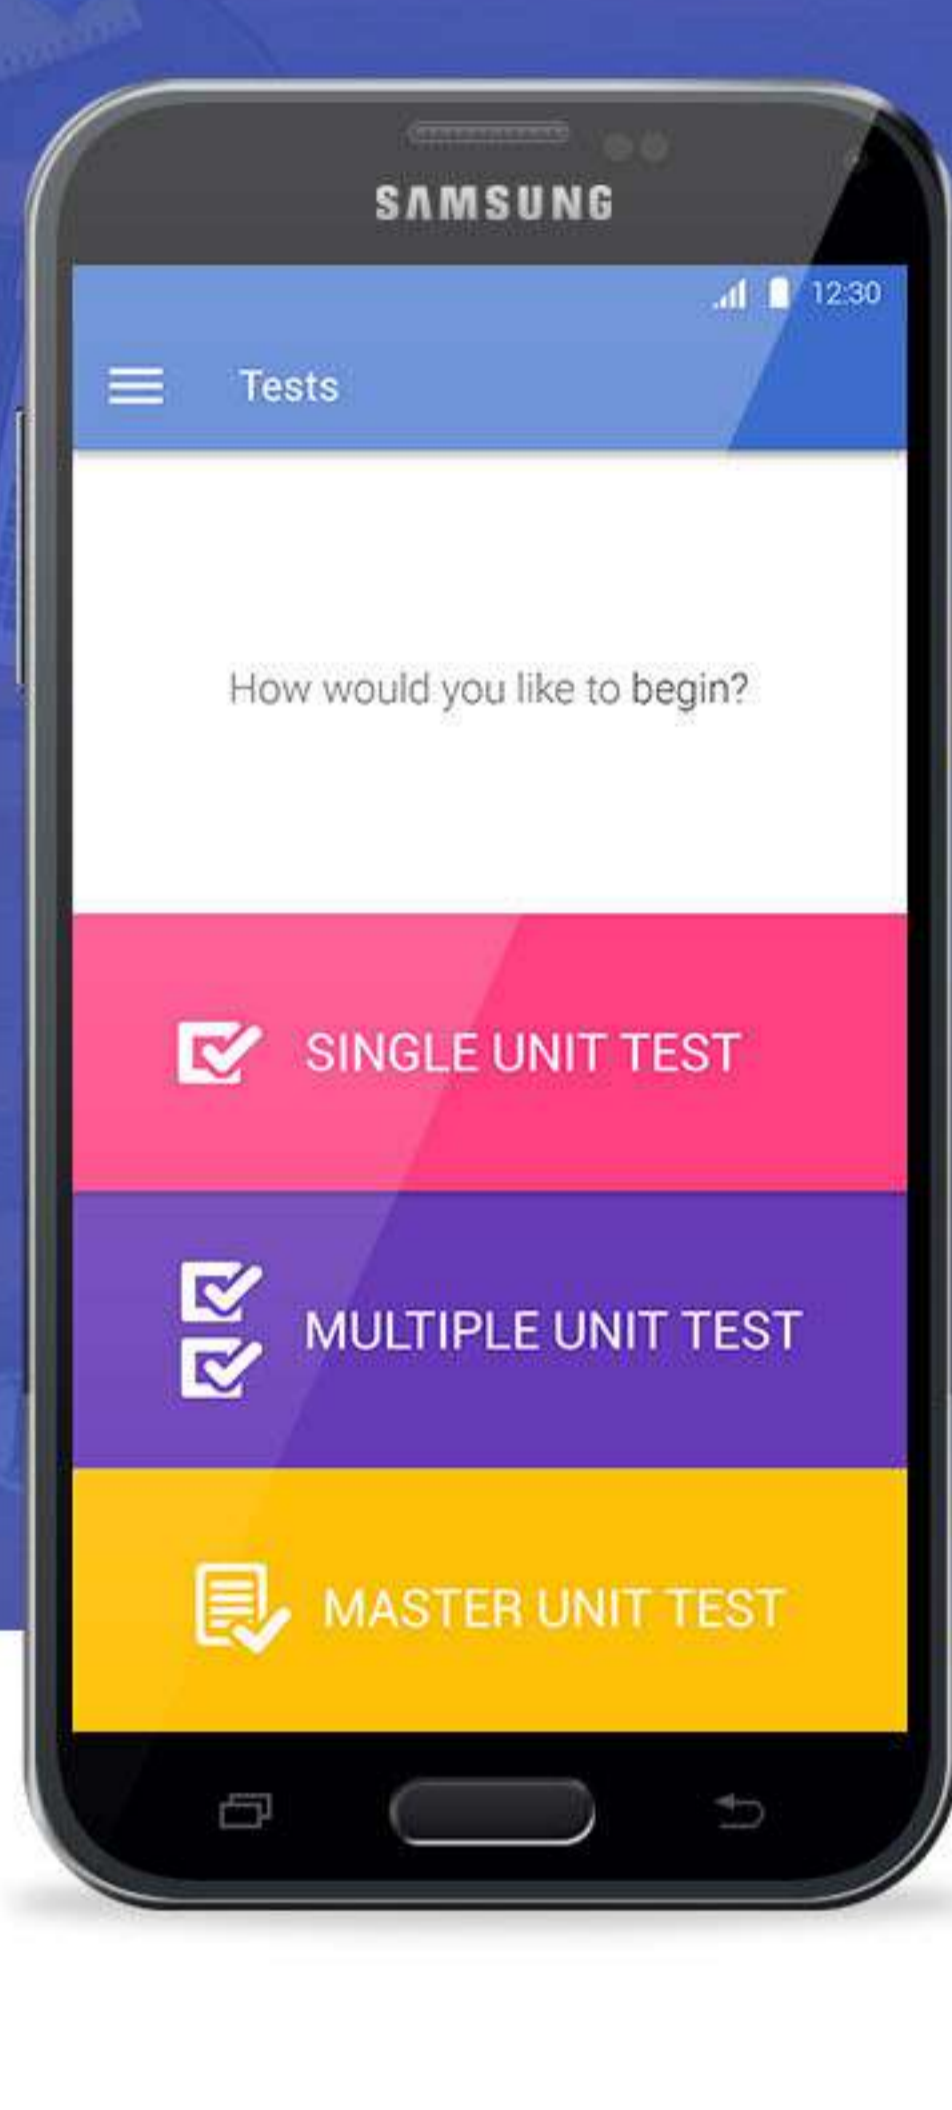 SAMSUNG
12:30
Tests
How would you like to begin?
SINGLE UNIT TEST
MULTIPLE UNIT TEST
MASTER UNIT TEST